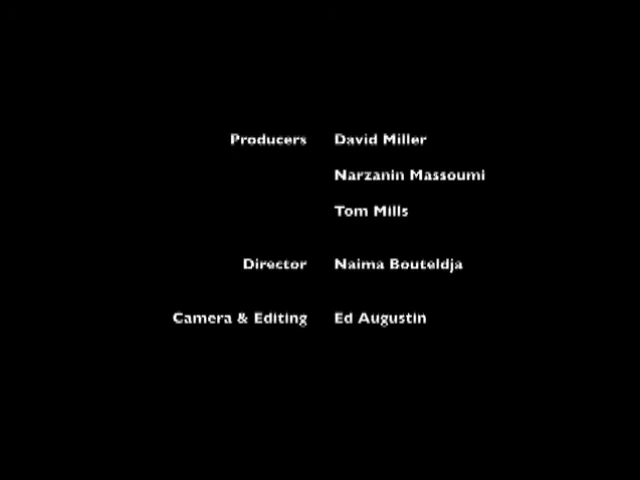 Producers David Miller
Narzanin Massoumi
Tom Mills
Director Naima Bouteldja
Camera & Editing Ed Augustin